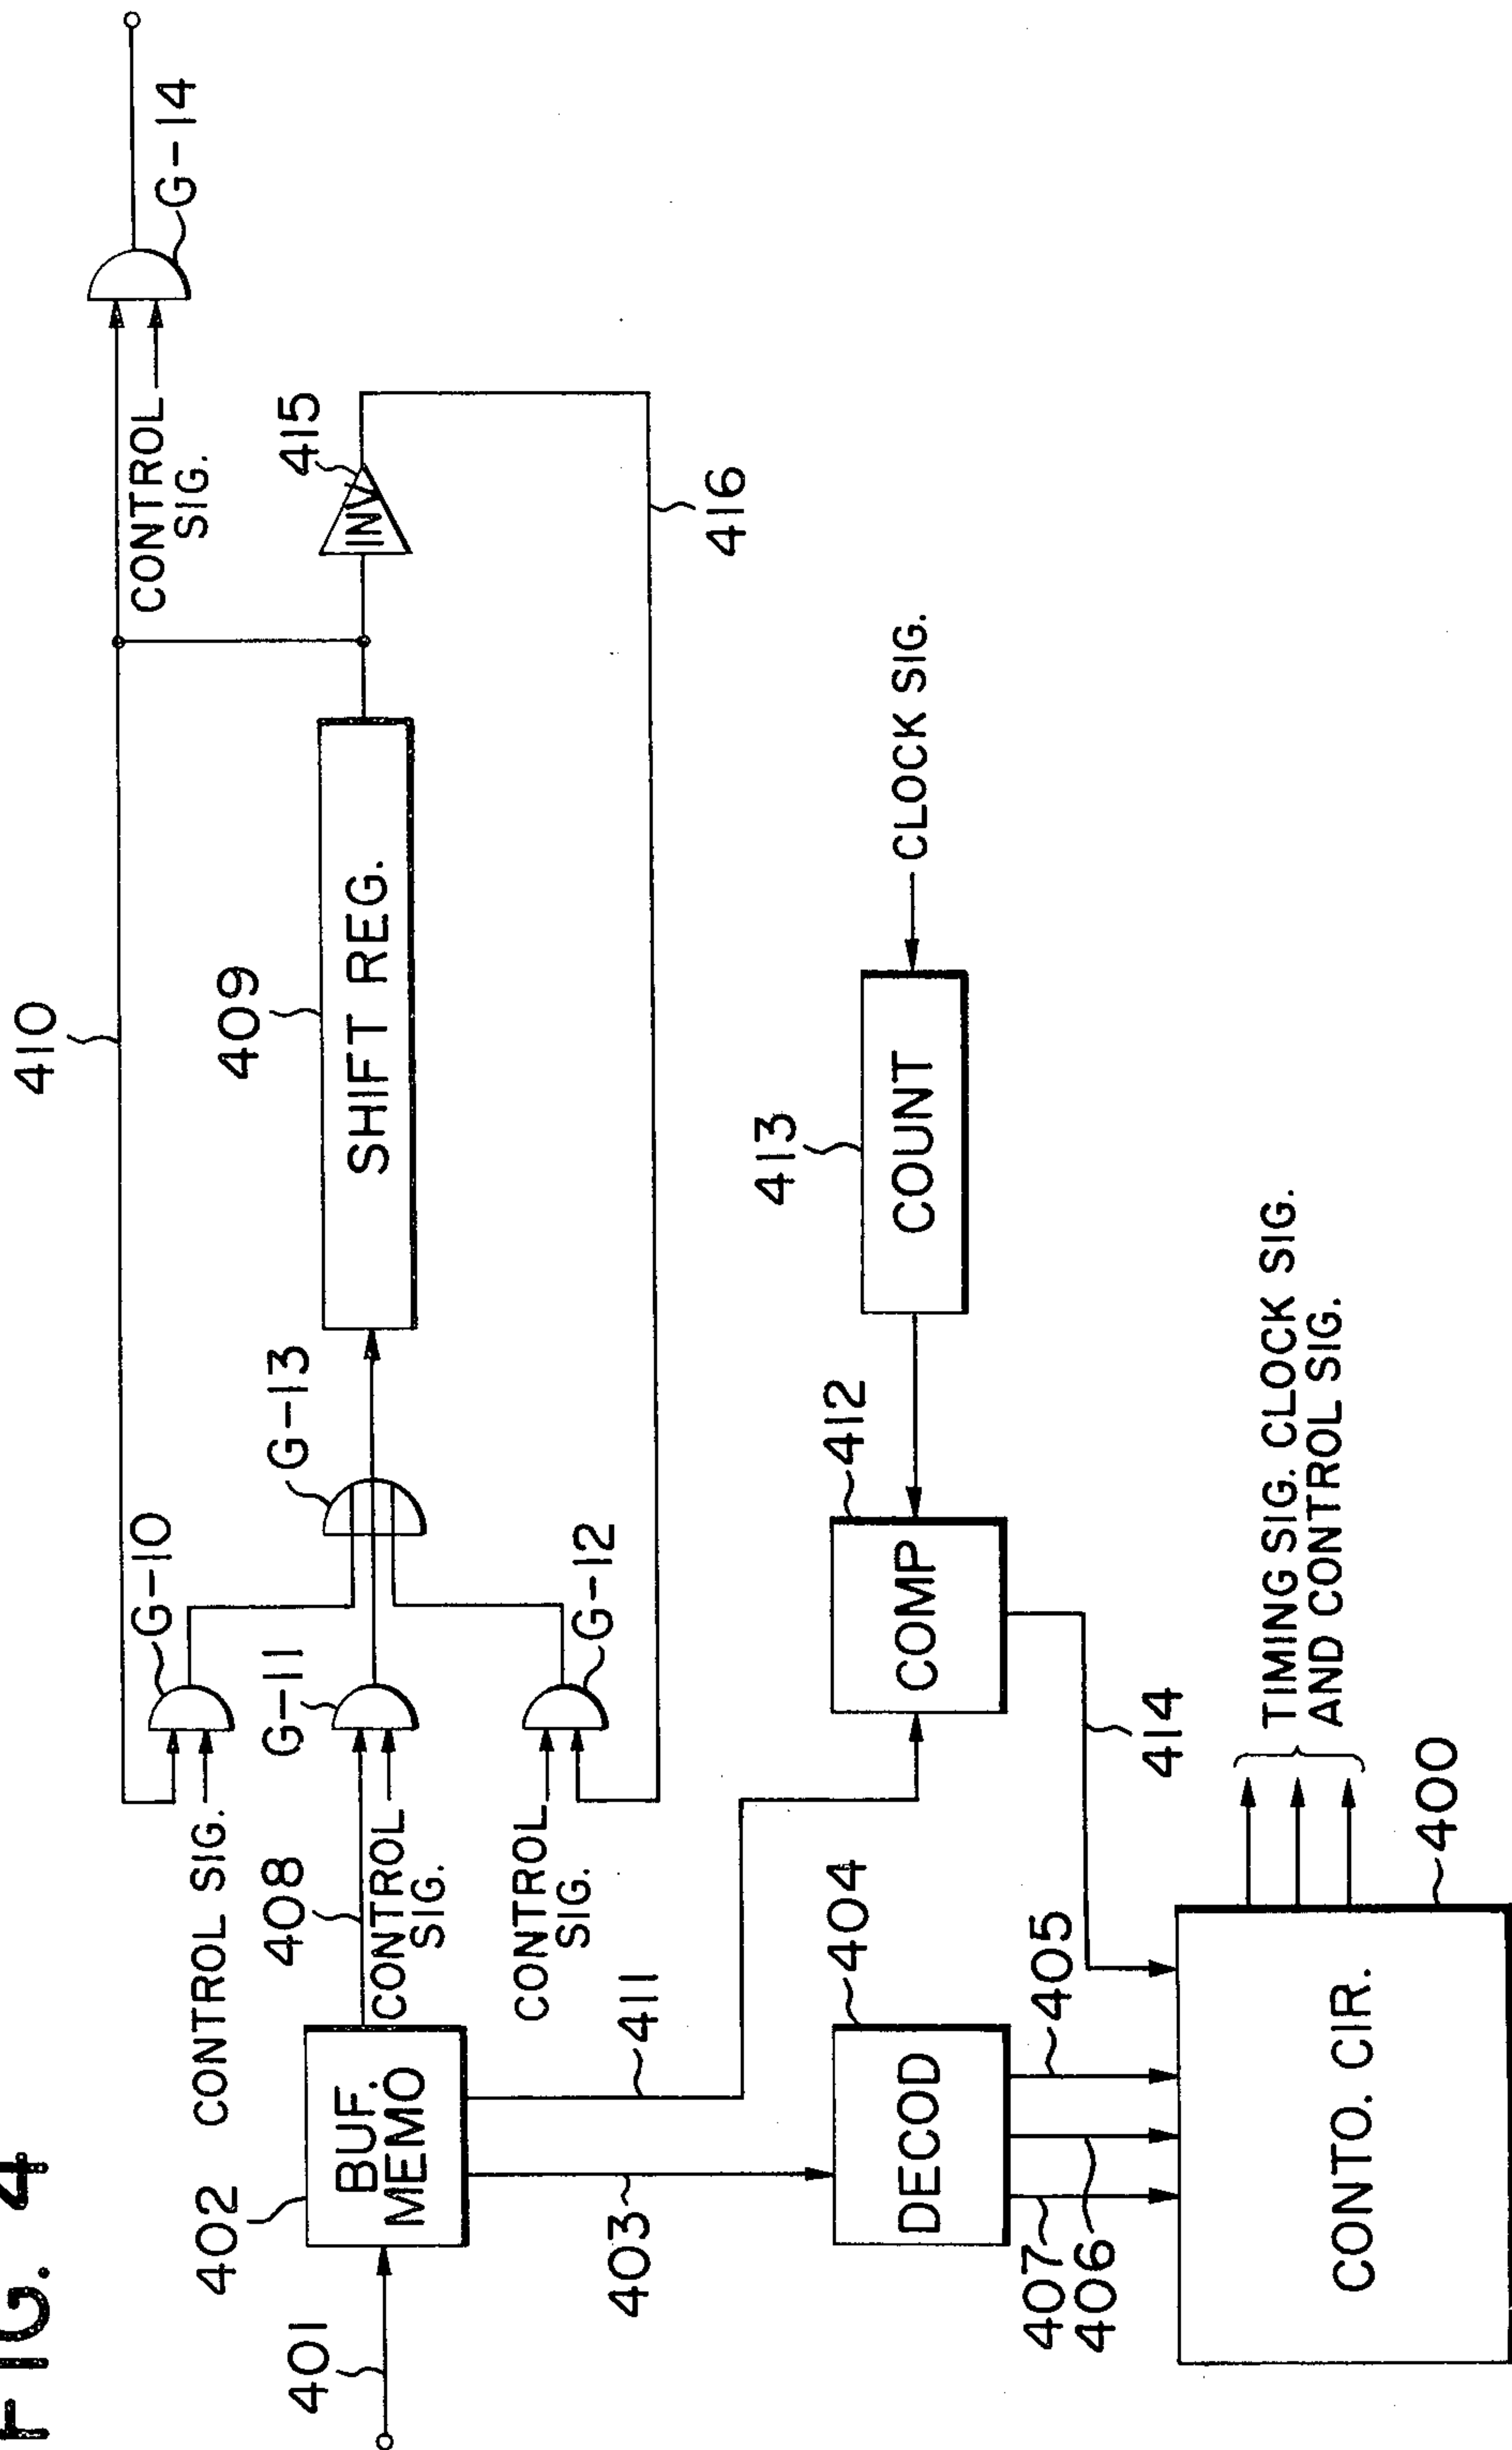 FIG. 4
410
CONTROL
SIG.
G-14
G-10
CONTROL SIG.
G-13
409
SHIFT REG.
415
INV
402
BUF.
MEMO
401
408
G-11
CONTROL
SIG.
G-12
CONTROL
SIG.
416
403
411
404
DECOD
412
COMP
413
COUNT
CLOCK SIG.
407
406
405
414
TIMING SIG. CLOCK SIG.
AND CONTROL SIG.
400
CONTO. CIR.